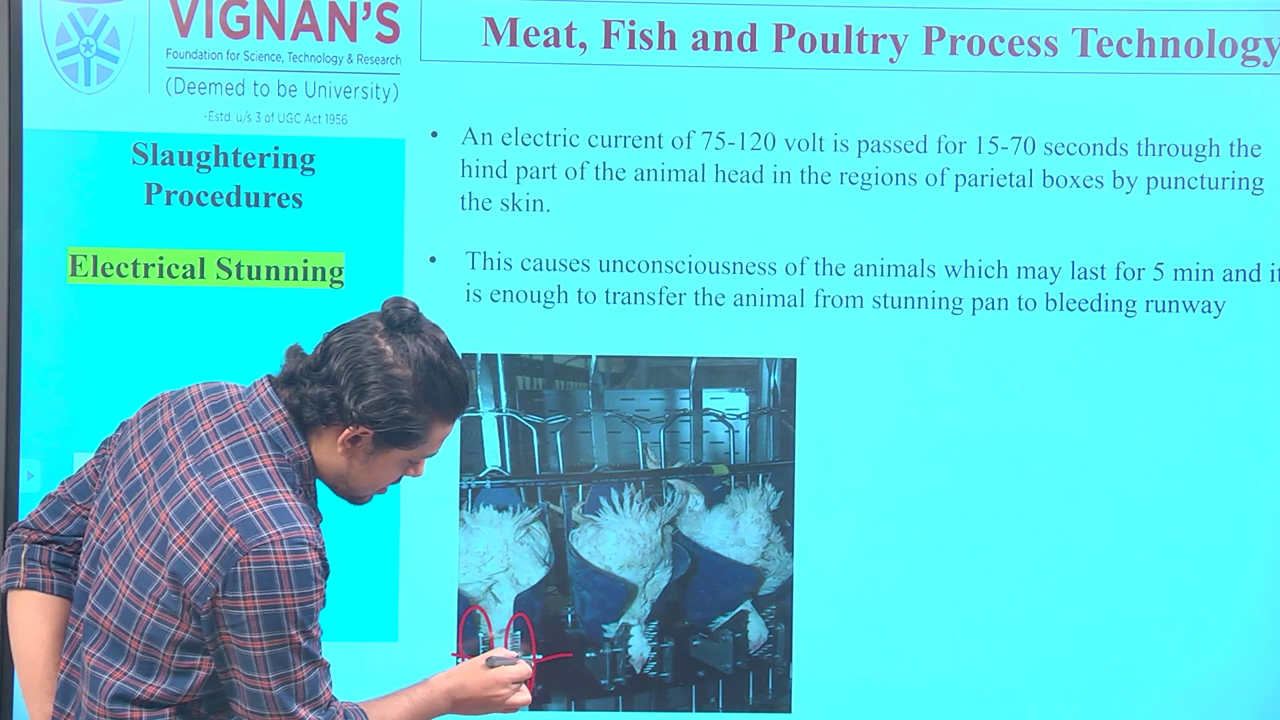 VIGNAN'S
Foundation for Science, Technology & Research
(Deemed to be University)
-Estd. u/s 3 of UGC Act 1956
Meat, Fish and Poultry Process Technology
Slaughtering
Procedures
Electrical Stunning
• An electric current of 75-120 volt is passed for 15-70 seconds through the
hind part of the animal head in the regions of parietal boxes by puncturing
the skin.
• This causes unconsciousness of the animals which may last for 5 min and it
is enough to transfer the animal from stunning pan to bleeding runway